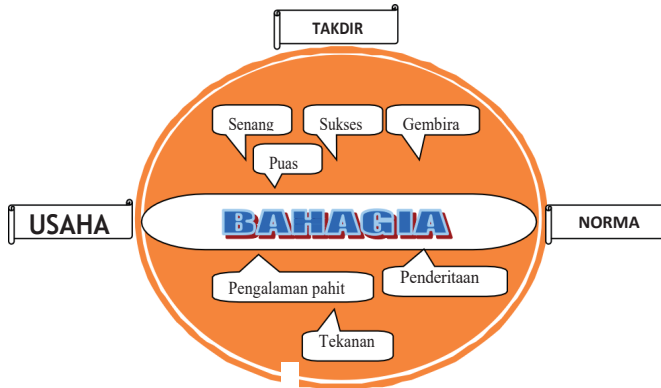 TAKDIR
Senang
Sukses
Gembira
Puas
USAHA
BAHAGIA
NORMA
Pengalaman pahit
Penderitaan
Tekanan